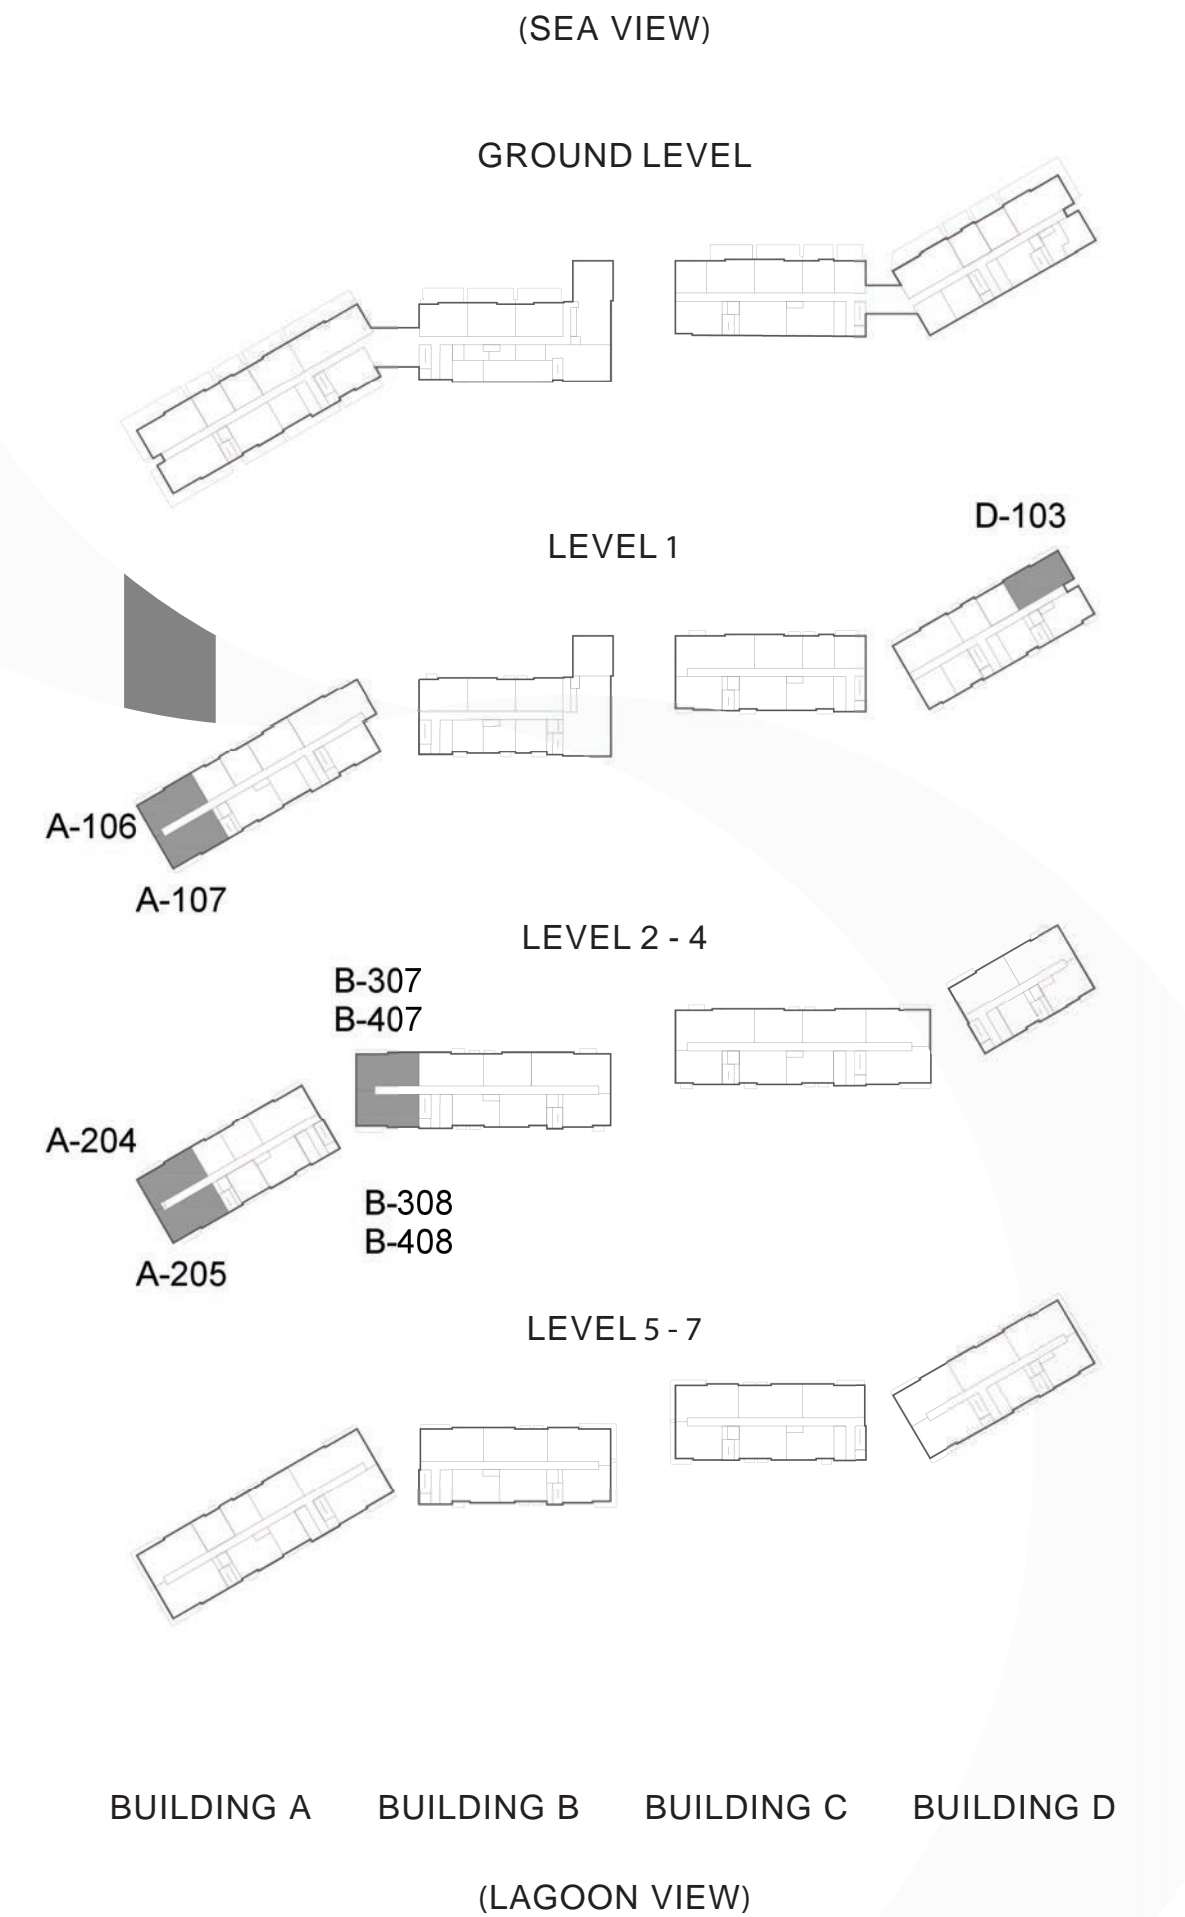 (SEA VIEW)
GROUND LEVEL
D-103
LEVEL 1
A-106
A-107
LEVEL 2 - 4
B-307
B-407
A-204
B-308
B-408
A-205
LEVEL 5 - 7
BUILDING A BUILDING B BUILDING C BUILDING D
(LAGOON VIEW)